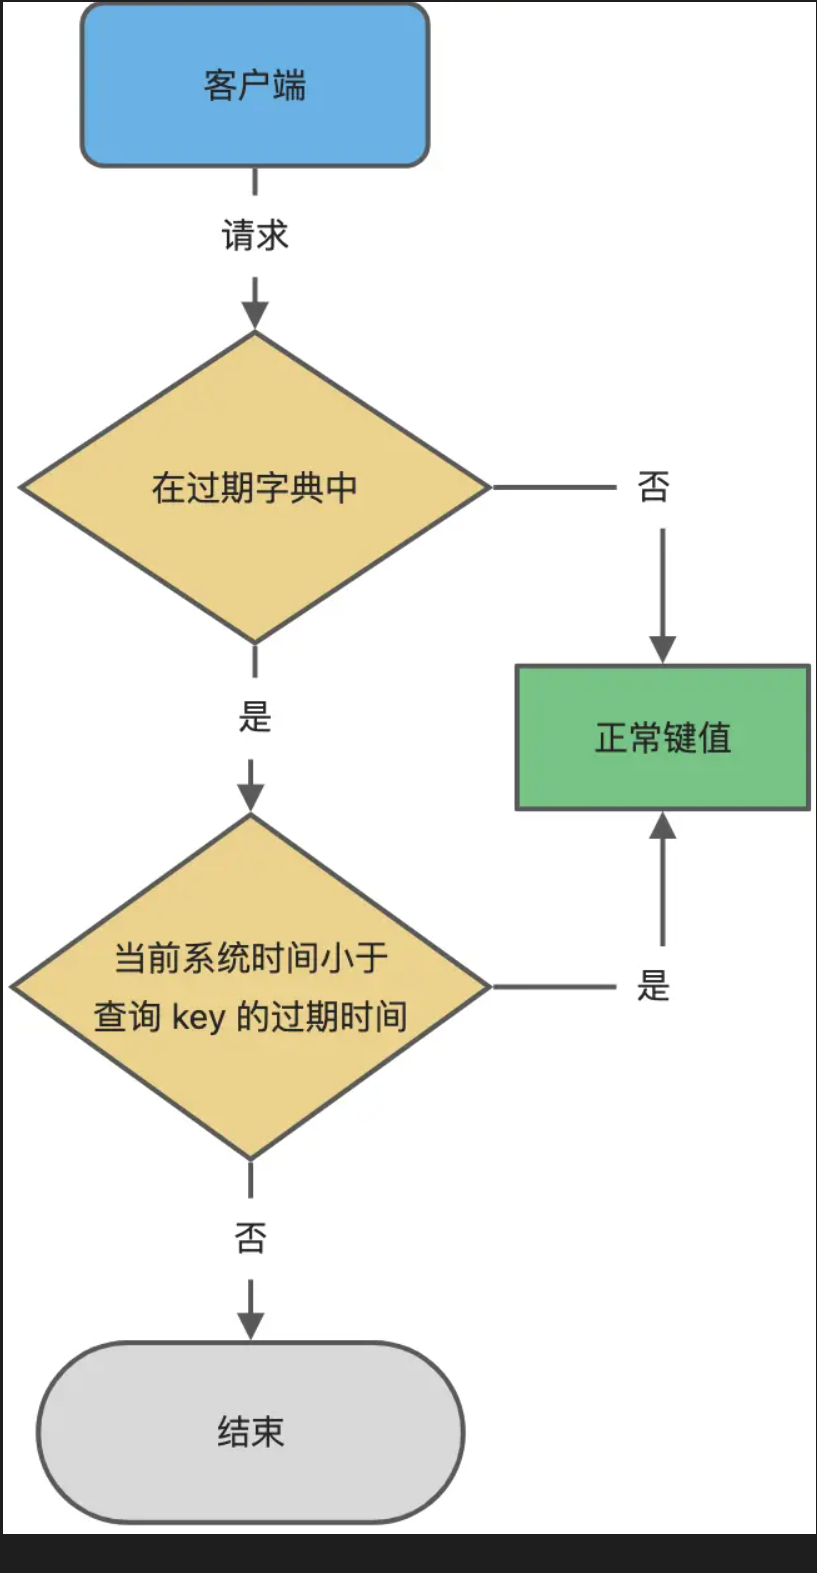 客户端
请求
在过期字典中
否
是
正常键值
当前系统时间小于
查询 key 的过期时间
是
否
结束